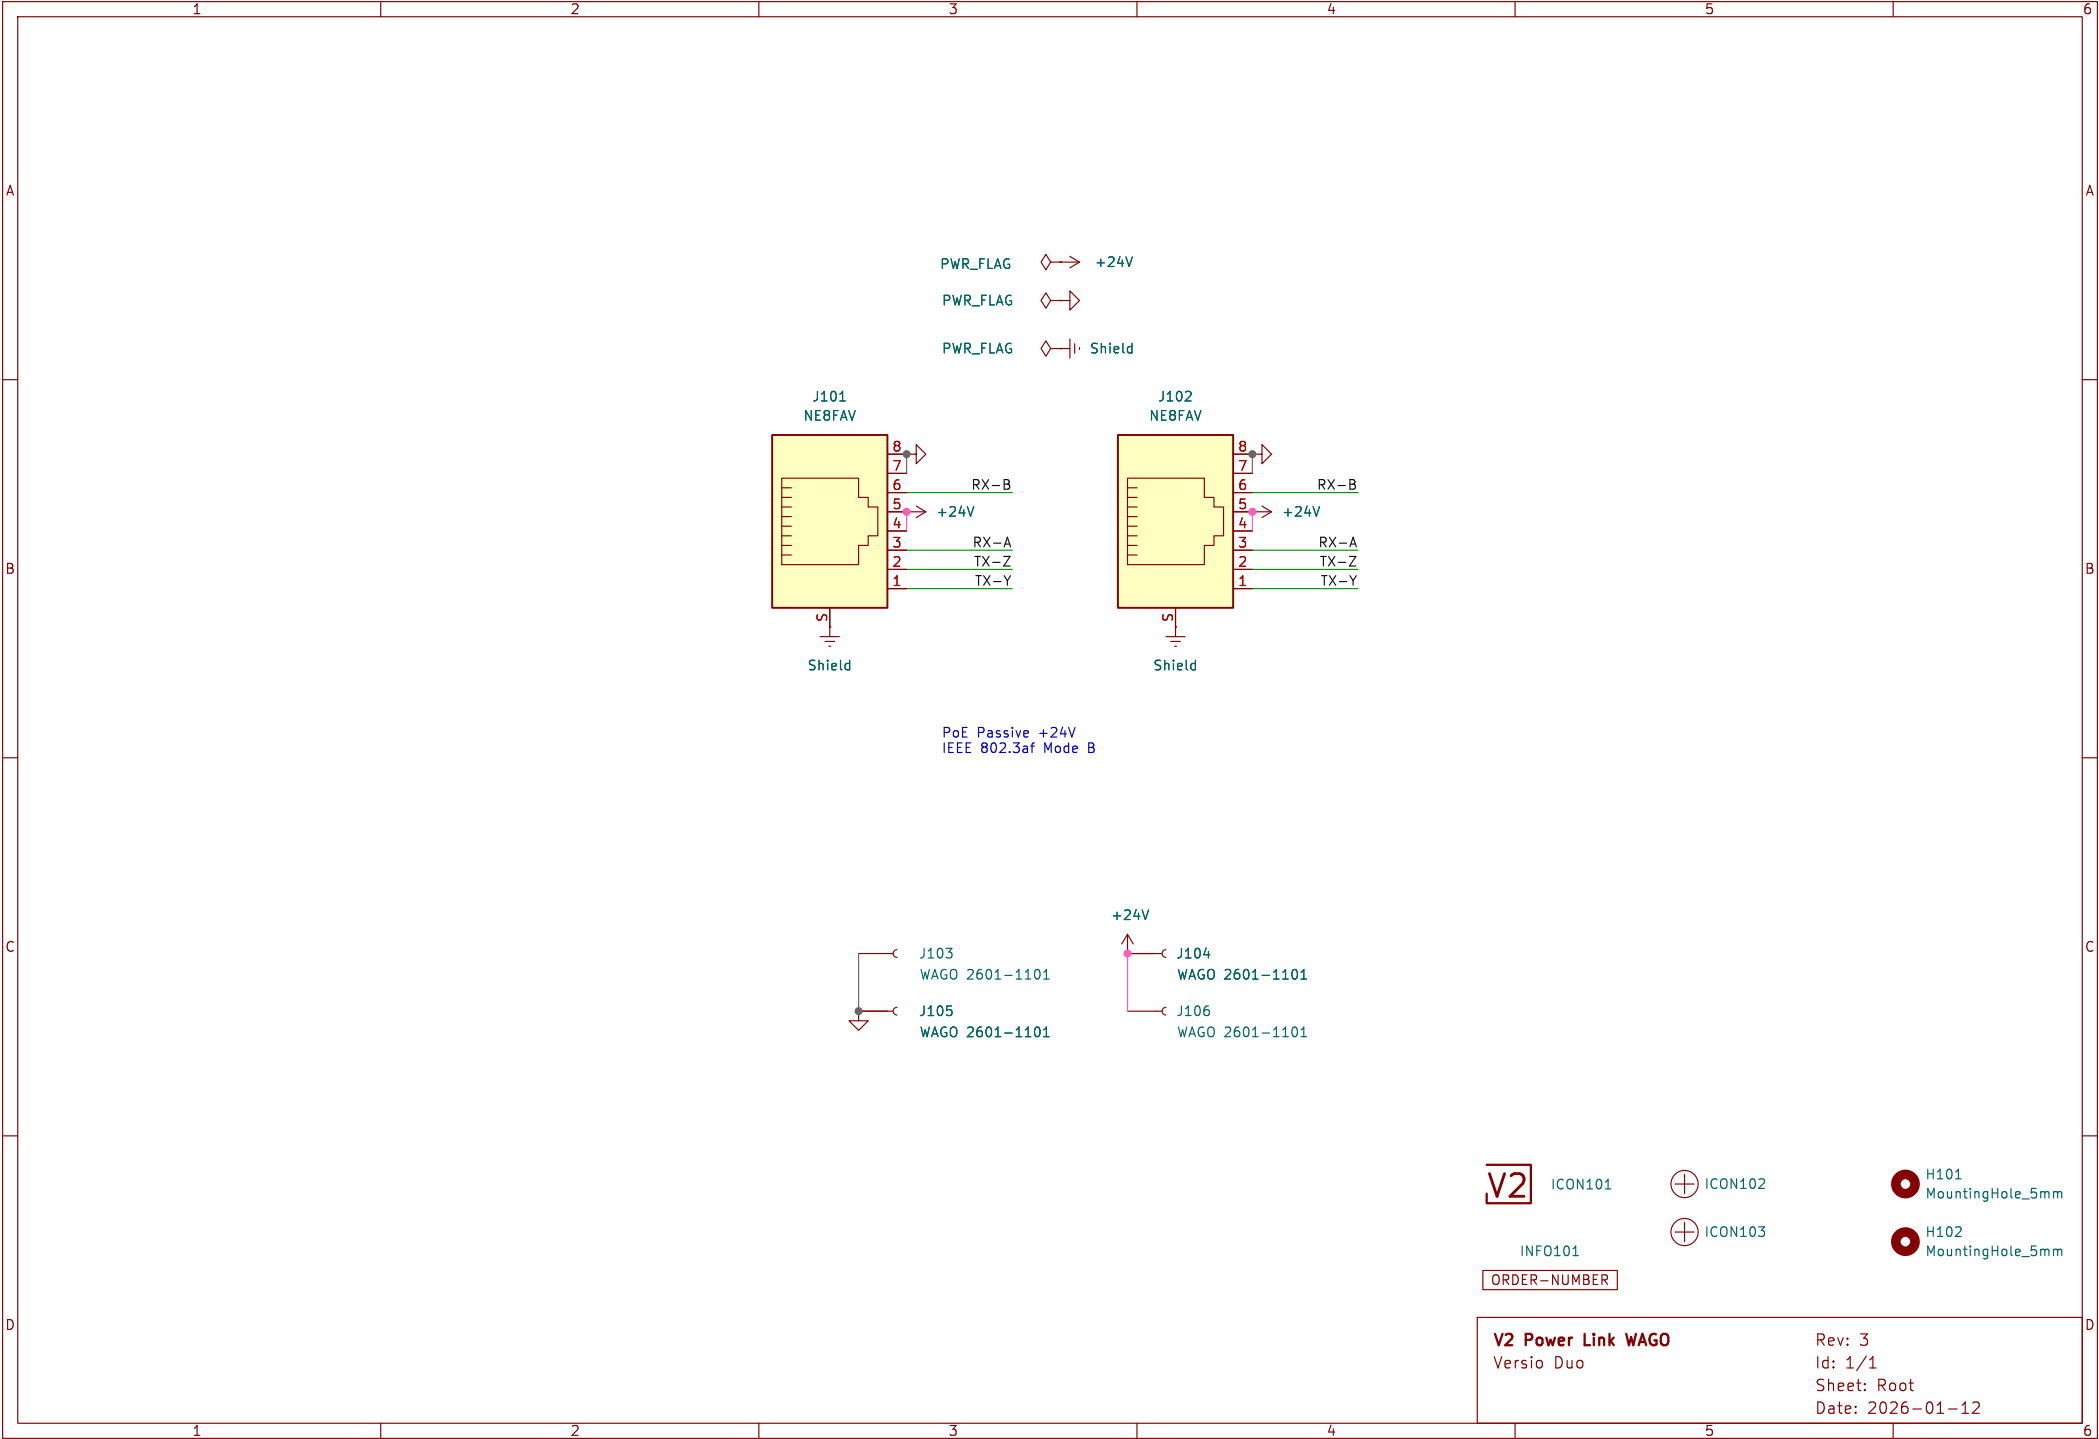 1 2 3 4 5 6
A A
PWR_FLAG +24V
PWR_FLAG
PWR_FLAG Shield
J101
NE8FAV
8
7
6 RX-B
5 +24V
4
3 RX-A
2 TX-Z
1 TX-Y
S
Shield
J102
NE8FAV
8
7
6 RX-B
5 +24V
4
3 RX-A
2 TX-Z
1 TX-Y
S
Shield
B B
PoE Passive +24V
IEEE 802.3af Mode B
+24V
C C
J103
WAGO 2601-1101
J104
WAGO 2601-1101
J105
WAGO 2601-1101
J106
WAGO 2601-1101
V2 ICON101
ICON102
ICON103
H101
MountingHole_5mm
H102
MountingHole_5mm
INFO101
ORDER-NUMBER
D D
V2 Power Link WAGO
Versio Duo
Rev: 3
Id: 1/1
Sheet: Root
Date: 2026-01-12
1 2 3 4 5 6